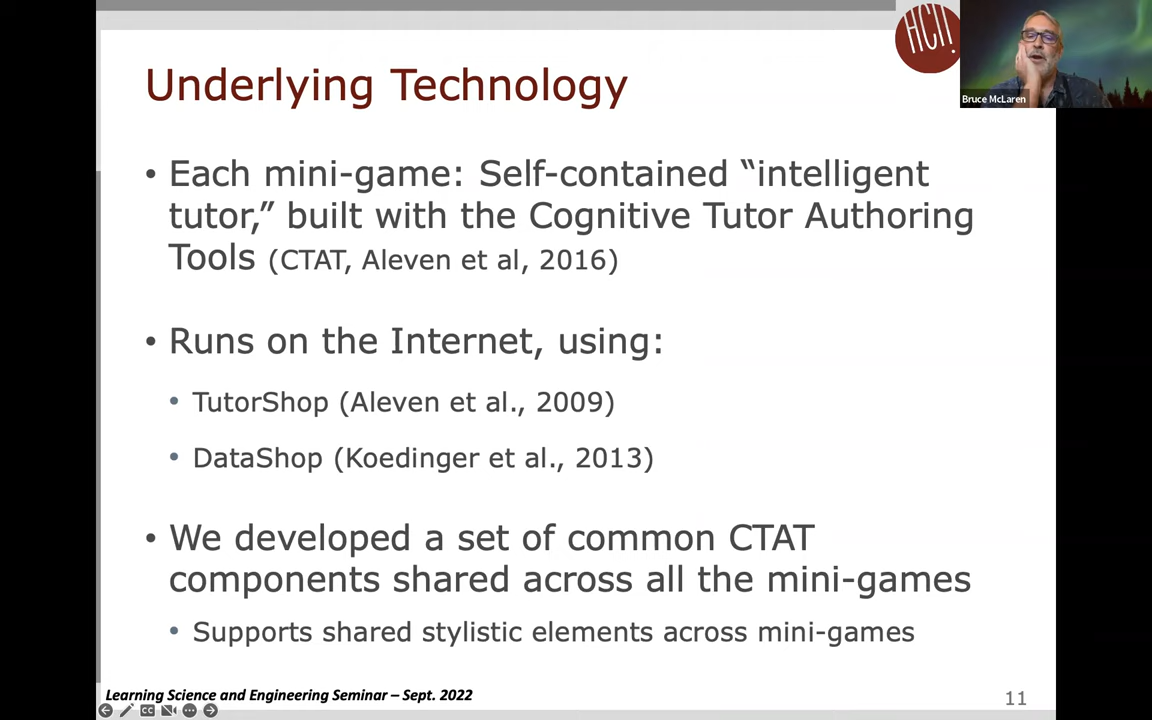 HCII
Bruce McLaren
Underlying Technology
• Each mini-game: Self-contained “intelligent
tutor,” built with the Cognitive Tutor Authoring
Tools (CTAT, Aleven et al, 2016)
• Runs on the Internet, using:
• TutorShop (Aleven et al., 2009)
• DataShop (Koedinger et al., 2013)
• We developed a set of common CTAT
components shared across all the mini-games
• Supports shared stylistic elements across mini-games
Learning Science and Engineering Seminar – Sept. 2022
11
CC